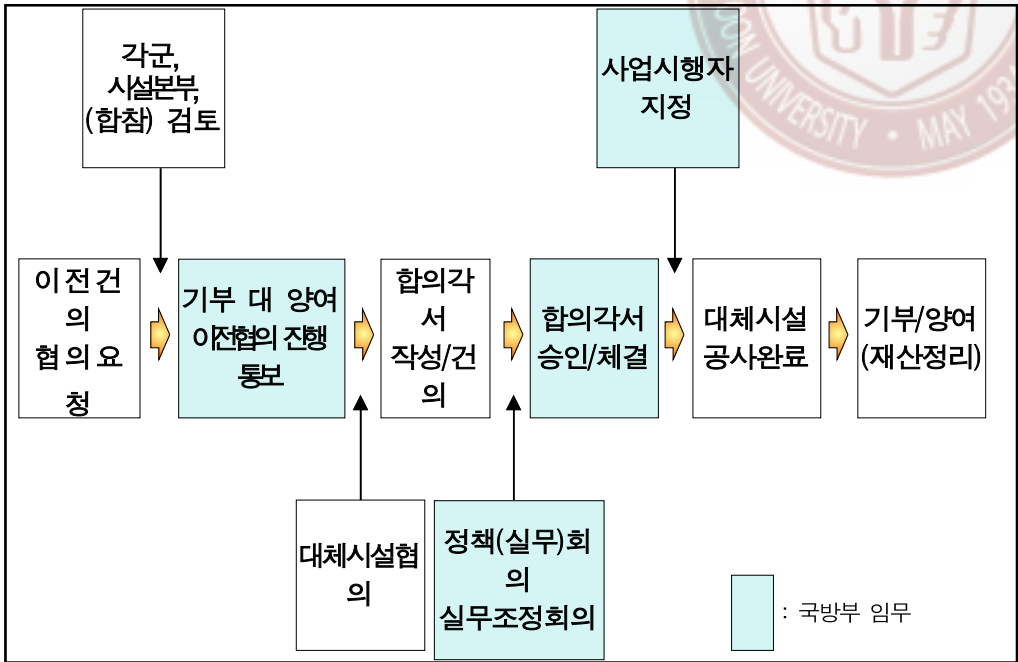 각군,
시설본부,
(합참) 검토
사업시행자
지정
UNIVERSITY • MAY
이전건
의
협의요
청
기부 대 양여
이전협의 진행
통보
합의각
서
작성/건
의
합의각서
승인/체결
대체시설
공사완료
기부/양여
(재산정리)
대체시설협
의
정책(실무)회
의
실무조정회의
: 국방부 임무